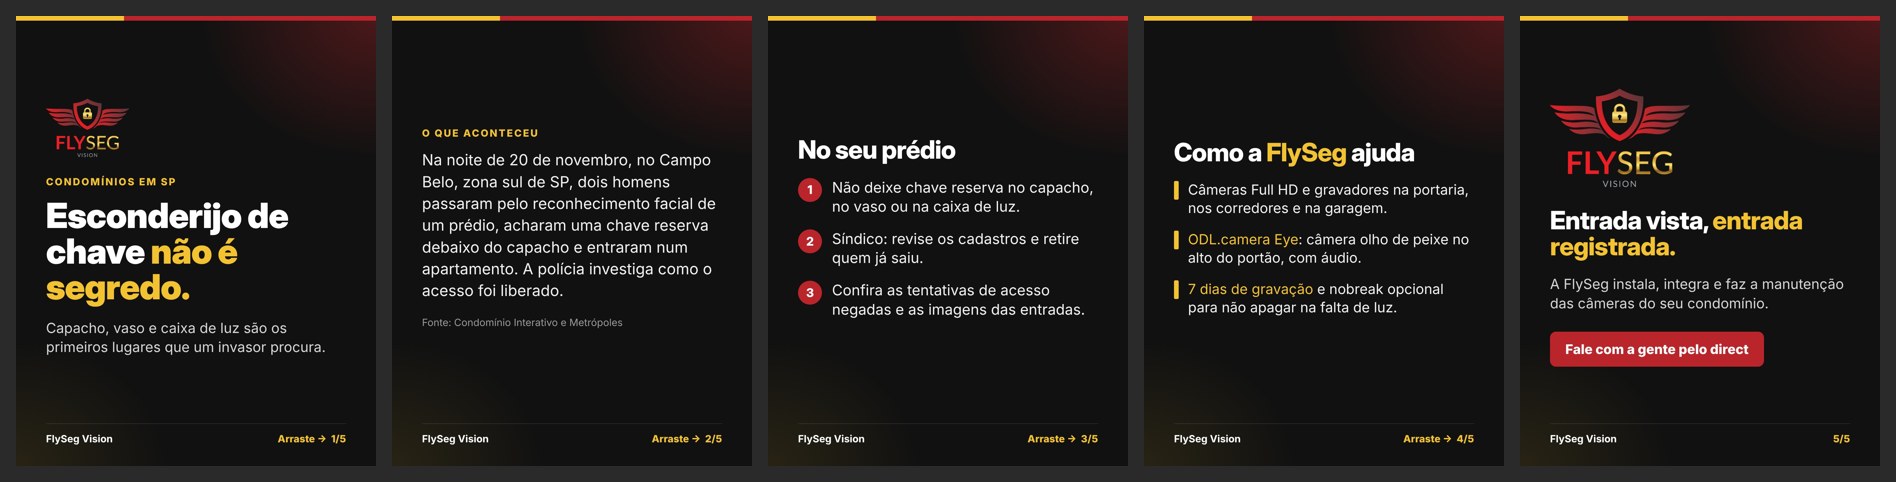 FLYSEG
VISION
CONDOMÍNIOS EM SP
Esconderijo de
chave não é
segredo.
Capacho, vaso e caixa de luz são os
primeiros lugares que um invasor procura.
FlySeg Vision
Arraste → 1/5
O QUE ACONTECEU
Na noite de 20 de novembro, no Campo
Belo, zona sul de SP, dois homens
passaram pelo reconhecimento facial de
um prédio, acharam uma chave reserva
debaixo do capacho e entraram num
apartamento. A polícia investiga como o
acesso foi liberado.
Fonte: Condomínio Interativo e Metrópoles
FlySeg Vision
Arraste → 2/5
No seu prédio
1 Não deixe chave reserva no capacho,
no vaso ou na caixa de luz.
2 Síndico: revise os cadastros e retire
quem já saiu.
3 Confira as tentativas de acesso
negadas e as imagens das entradas.
FlySeg Vision
Arraste → 3/5
Como a FlySeg ajuda
Câmeras Full HD e gravadores na portaria,
nos corredores e na garagem.
ODL.camera Eye: câmera olho de peixe no
alto do portão, com áudio.
7 dias de gravação e nobreak opcional
para não apagar na falta de luz.
FlySeg Vision
Arraste → 4/5
FLYSEG
VISION
Entrada vista, entrada
registrada.
A FlySeg instala, integra e faz a manutenção
das câmeras do seu condomínio.
Fale com a gente pelo direct
FlySeg Vision
5/5